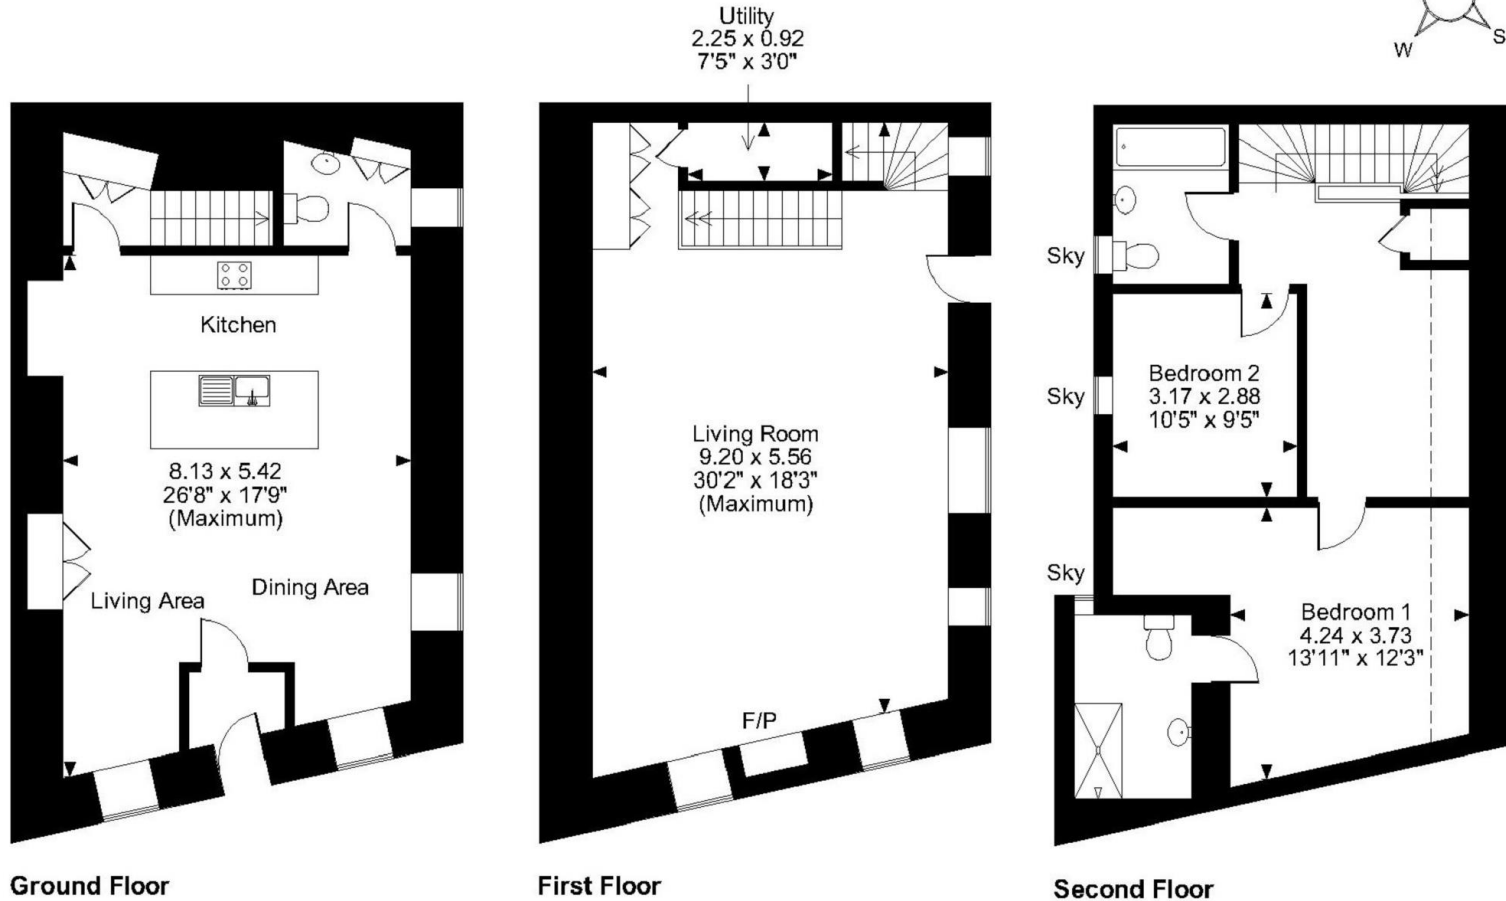 Utility
2.25 x 0.92
7'5" x 3'0"
W
S
Kitchen
8.13 x 5.42
26'8" x 17'9"
(Maximum)
Living Area
Dining Area
Ground Floor
Living Room
9.20 x 5.56
30'2" x 18'3"
(Maximum)
F/P
First Floor
Sky
Sky
Sky
Bedroom 2
3.17 x 2.88
10'5" x 9'5"
Bedroom 1
4.24 x 3.73
13'11" x 12'3"
Second Floor